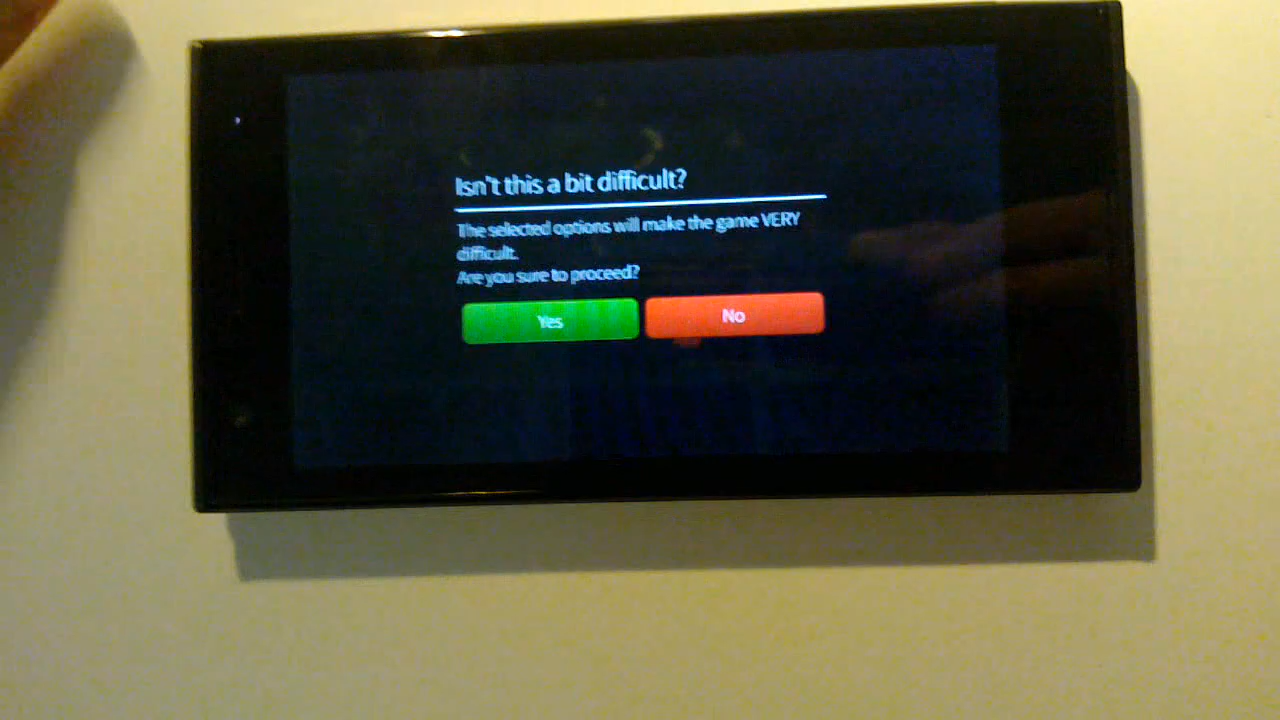 Isn't this a bit difficult?
The selected options will make the game VERY
difficult.
Are you sure to proceed?
Yes No